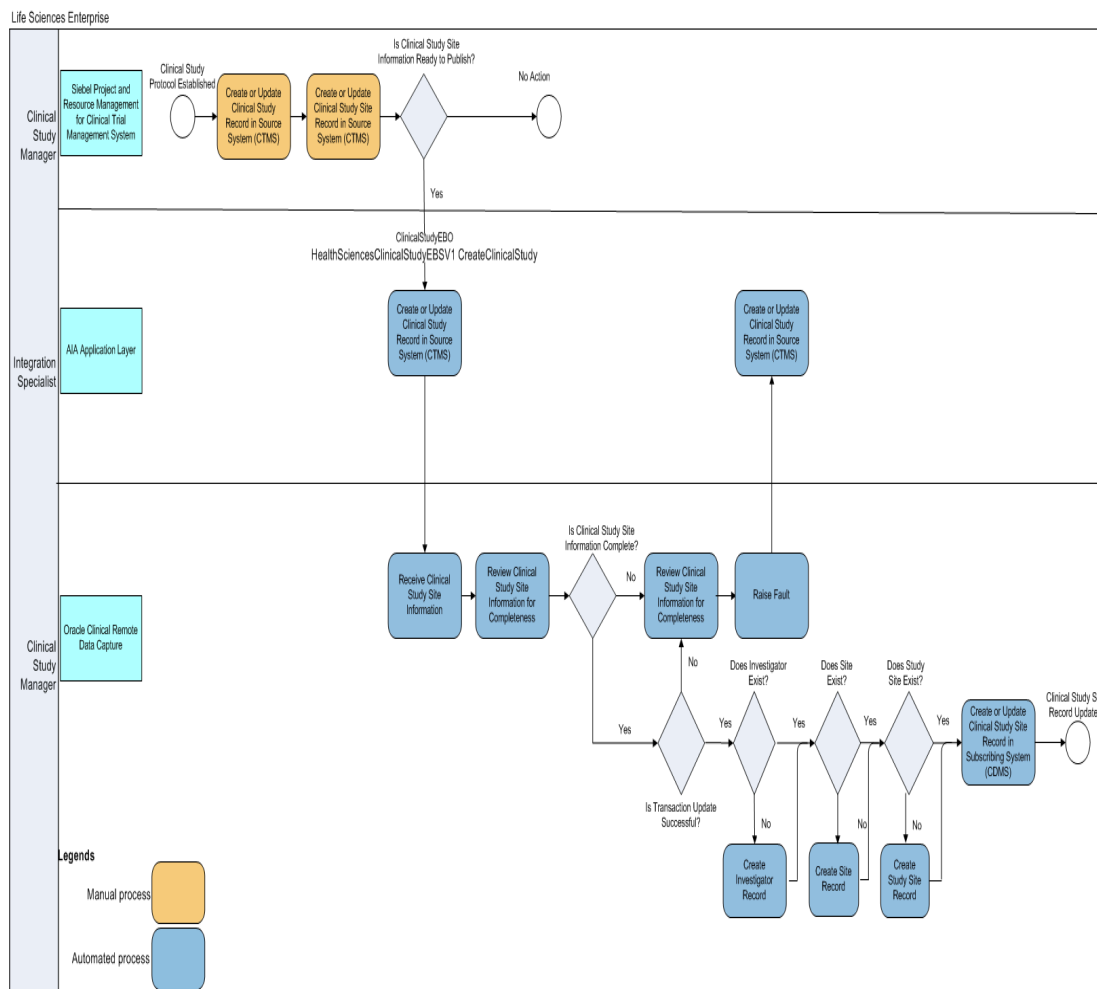 Life Sciences Enterprise
Clinical
Study
Manager
Siebel Project and
Resource Management
for Clinical Trial
Management System
Clinical Study
Protocol Established
Create or Update
Clinical Study
Record in Source
System (CTMS)
Create or Update
Clinical Study Site
Record in Source
System (CTMS)
Is Clinical Study Site
Information Ready to Publish?
No Action
Yes
Integration
Specialist
AIA Application Layer
ClinicalStudyEBO
HealthSciencesClinicalStudyEBSV1 CreateClinicalStudy
Create or Update
Clinical Study
Record in Source
System (CTMS)
Create or Update
Clinical Study
Record in Source
System (CTMS)
Clinical
Study
Manager
Oracle Clinical Remote
Data Capture
Receive Clinical
Study Site
Information
Review Clinical
Study Site
Information for
Completeness
Is Clinical Study Site
Information Complete?
No
Review Clinical
Study Site
Information for
Completeness
Raise Fault
Yes
No
Is Transaction Update
Successful?
Yes
Does Investigator
Exist?
Yes
No
Create
Investigator
Record
Does Site
Exist?
Yes
No
Create Site
Record
Does Study
Site Exist?
Yes
No
Create
Study Site
Record
Create or Update
Clinical Study Site
Record in
Subscribing System
(CDMS)
Clinical Study S
Record Update
Legends
Manual process
Automated process